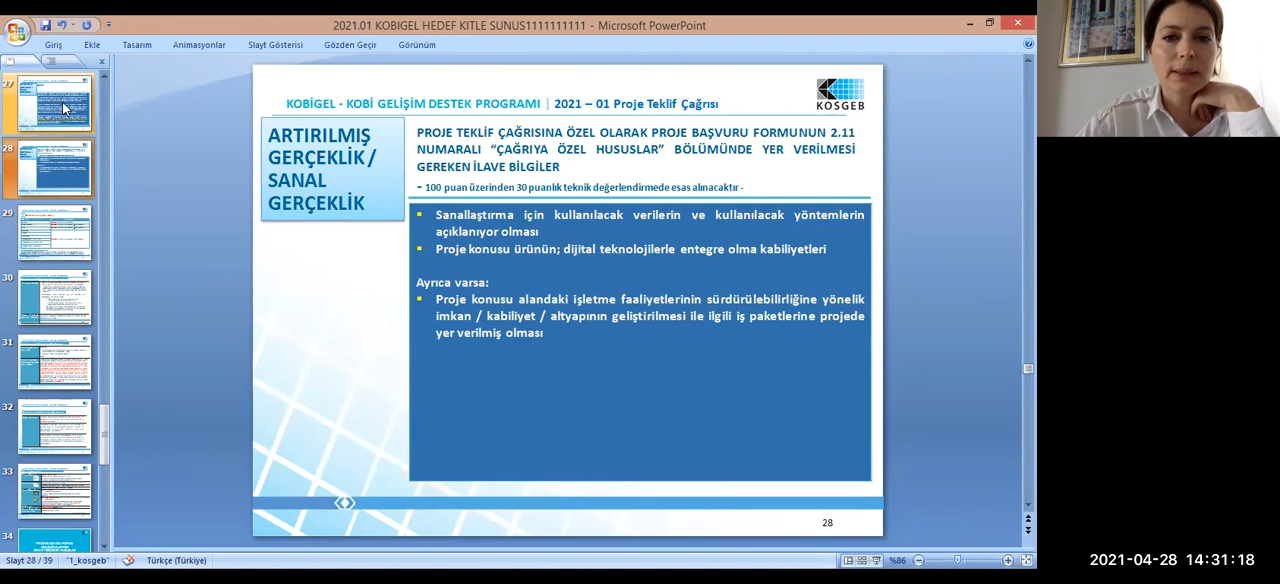 2021.01 KOBIGEL HEDEF KITLE SUNUS1111111111 - Microsoft PowerPoint
Giriş Ekle Tasarım Animasyonlar Slayt Gösterisi Gözden Geçir Görünüm
KOBİGEL - KOBİ GELİŞİM DESTEK PROGRAMI | 2021 – 01 Proje Teklif Çağrısı
KOSGEB
ARTIRILMIŞ
GERÇEKLİK /
SANAL
GERÇEKLİK
PROJE TEKLİF ÇAĞRISINA ÖZEL OLARAK PROJE BAŞVURU FORMUNUN 2.11
NUMARALI “ÇAĞRIYA ÖZEL HUSUSLAR” BÖLÜMÜNDE YER VERİLMESİ
GEREKEN İLAVE BİLGİLER
- 100 puan üzerinden 30 puanlık teknik değerlendirmede esas alınacaktır -
Sanallaştırma için kullanılacak verilerin ve kullanılacak yöntemlerin
açıklanıyor olması
Proje konusu ürünün; dijital teknolojilerle entegre olma kabiliyetleri
Ayrıca varsa:
Proje konusu alandaki işletme faaliyetlerinin sürdürülebilirliğine yönelik
imkan / kabiliyet / altyapının geliştirilmesi ile ilgili iş paketlerine projede
yer verilmiş olması
28
27
28
29
30
31
32
33
34
Slayt 28 / 39 "1_kosgeb" Türkçe (Türkiye) %86
2021-04-28 14:31:18